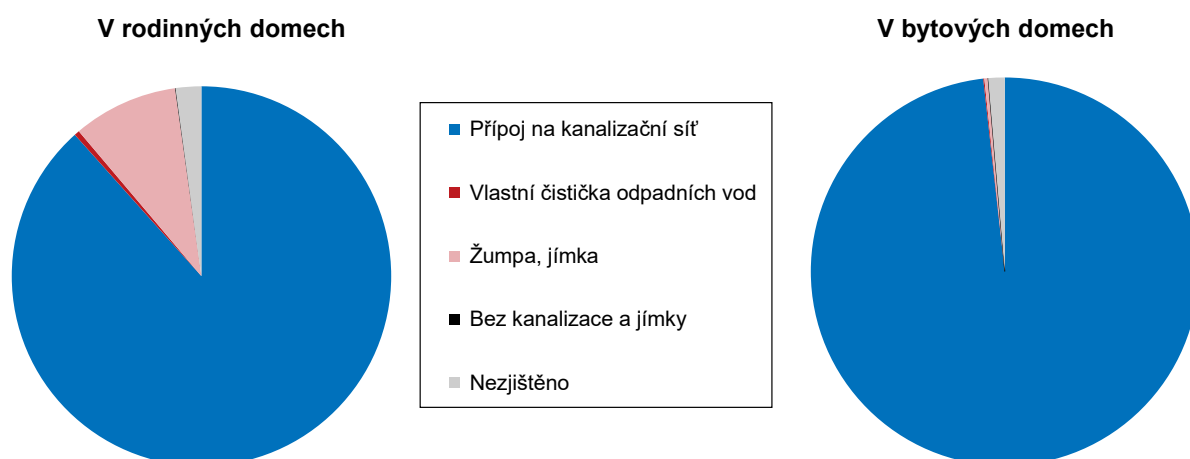 V rodinných domech
V bytových domech
Přípoj na kanalizační síť
Vlastní čistička odpadních vod
Žumpa, jímka
Bez kanalizace a jímky
Nezjištěno